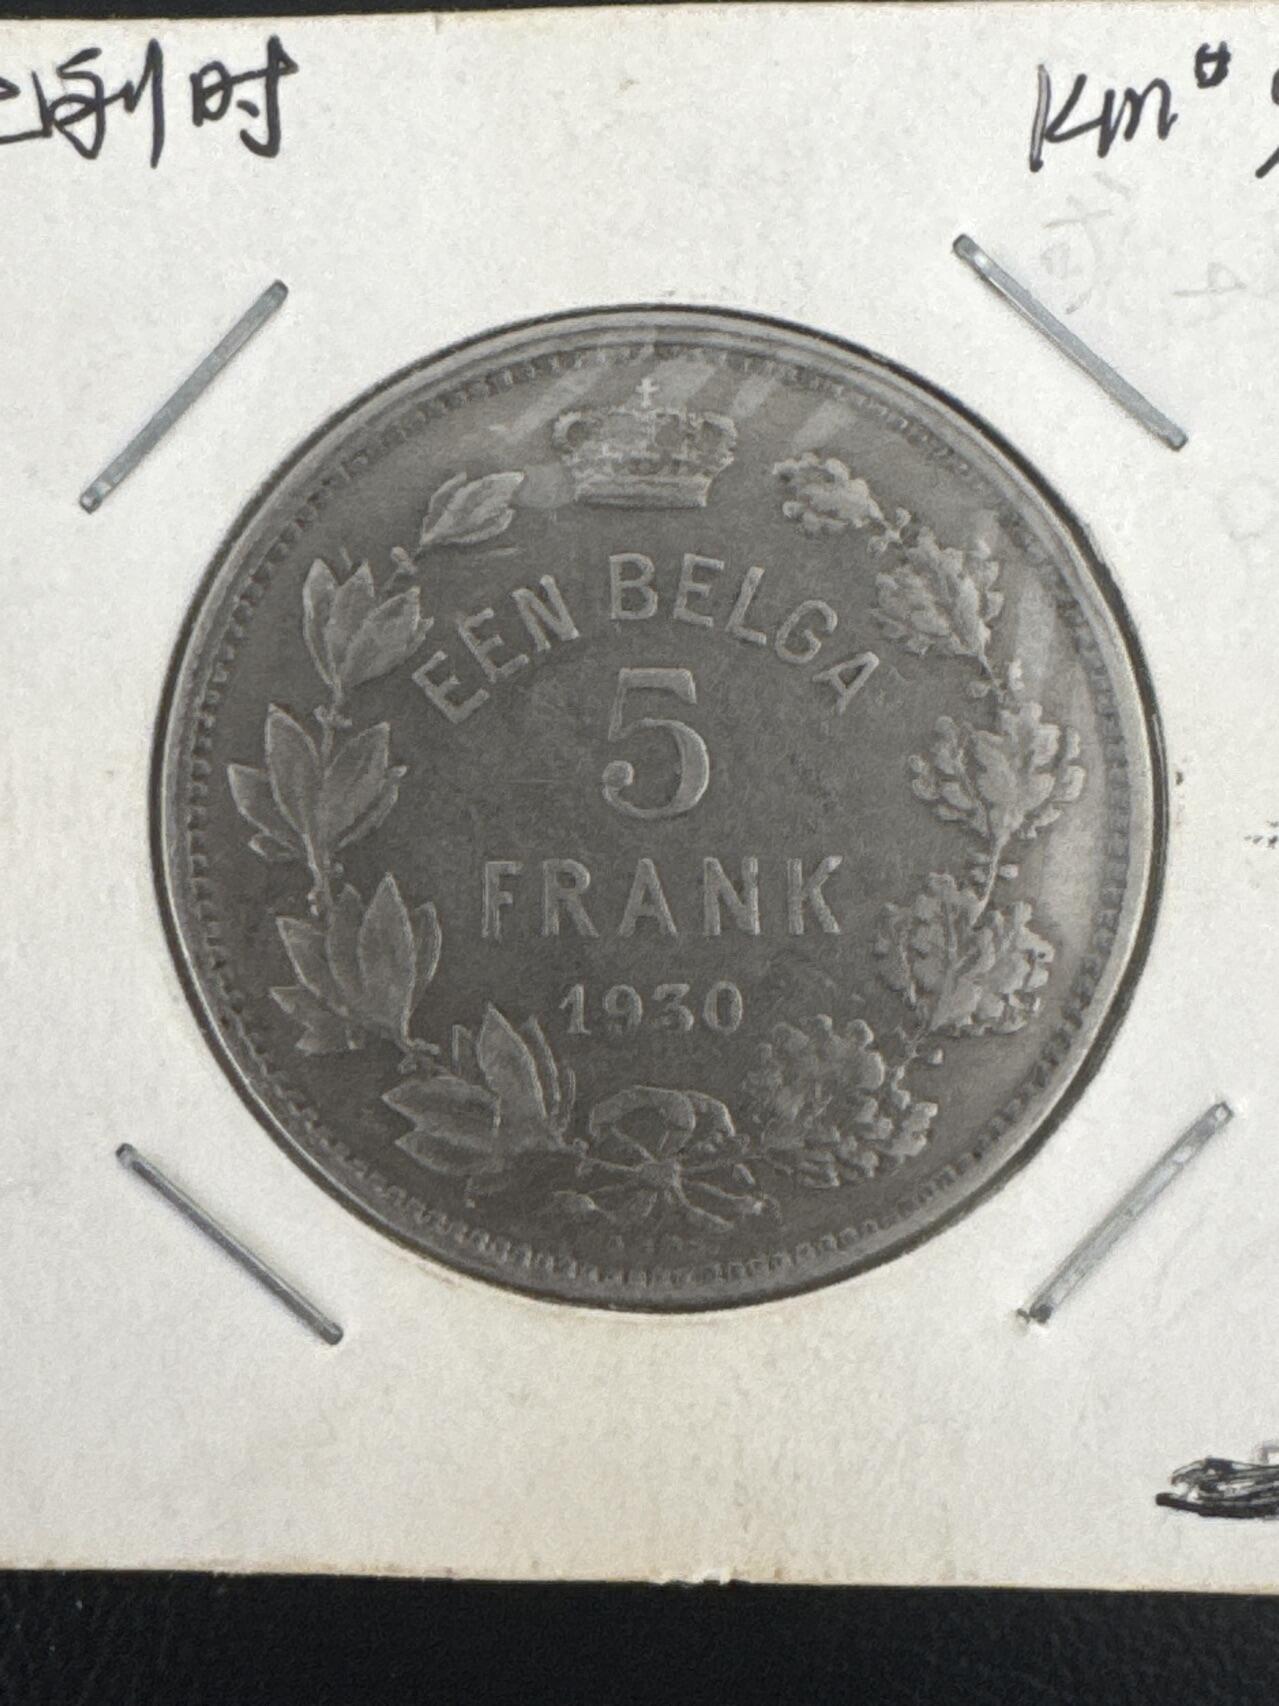 比利时 Km#
EEN BELGA
5
FRANK
1930